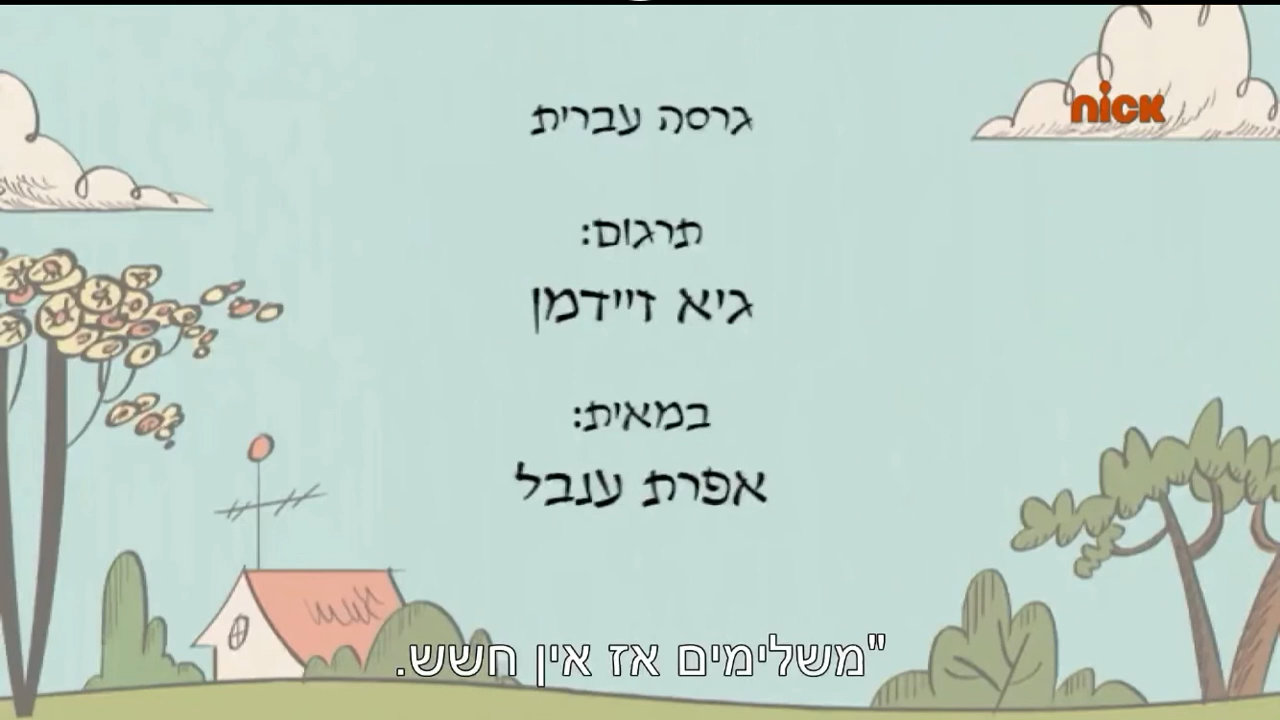 nick
גרסה עברית
תרגום:
גיא זיידמן
במאית:
אפרת ענבל
"משלימים אז אין חשש.